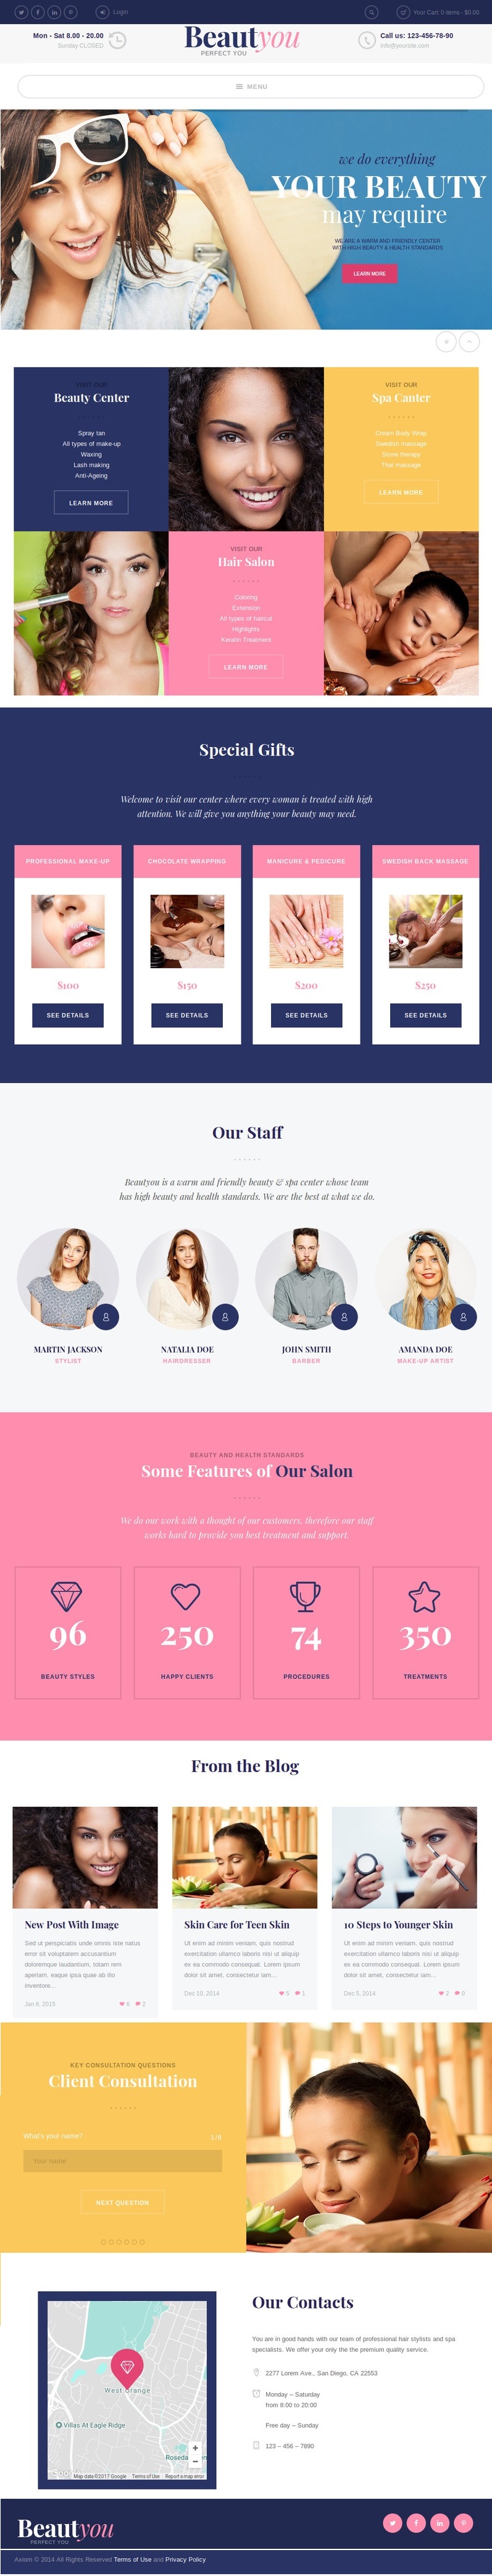 Login
Your Cart: 0 items - $0.00
Mon - Sat 8.00 - 20.00
Sunday CLOSED
Beautyou
PERFECT YOU
Call us: 123-456-78-90
info@yoursite.com
MENU
we do everything
YOUR BEAUTY
may require
WE ARE A WARM AND FRIENDLY CENTER
WITH HIGH BEAUTY & HEALTH STANDARDS
LEARN MORE
VISIT OUR
Beauty Center
Spray tan
All types of make-up
Waxing
Lash making
Anti-Ageing
LEARN MORE
VISIT OUR
Spa Canter
Cream Body Wrap
Swedish massage
Stone therapy
Thai massage
LEARN MORE
VISIT OUR
Hair Salon
Coloring
Extension
All types of haircut
Highlights
Keratin Treatment
LEARN MORE
Special Gifts
Welcome to visit our center where every woman is treated with high
attention. We will give you anything your beauty may need.
PROFESSIONAL MAKE-UP
CHOCOLATE WRAPPING
MANICURE & PEDICURE
SWEDISH BACK MASSAGE
$100
$150
$200
$250
SEE DETAILS
SEE DETAILS
SEE DETAILS
SEE DETAILS
Our Staff
Beautyou is a warm and friendly beauty & spa center whose team
has high beauty and health standards. We are the best at what we do.
MARTIN JACKSON
STYLIST
NATALIA DOE
HAIRDRESSER
JOHN SMITH
BARBER
AMANDA DOE
MAKE-UP ARTIST
BEAUTY AND HEALTH STANDARDS
Some Features of Our Salon
We do our work with a thought of our customers, therefore our staff
works hard to provide you best treatment and support.
96
BEAUTY STYLES
250
HAPPY CLIENTS
74
PROCEDURES
350
TREATMENTS
From the Blog
New Post With Image
Sed ut perspiciatis unde omnis iste natus
error sit voluptatem accusantium
doloremque laudantium, totam rem
aperiam, eaque ipsa quae ab illo
inventore...
Jan 6, 2015
6 2
Skin Care for Teen Skin
Ut enim ad minim veniam, quis nostrud
exercitation ullamco laboris nisi ut aliquip
ex ea commodo consequat. Lorem ipsum
dolor sit amet, consectetur iam...
Dec 10, 2014
5 1
10 Steps to Younger Skin
Ut enim ad minim veniam, quis nostrud
exercitation ullamco laboris nisi ut aliquip
ex ea commodo consequat. Lorem ipsum
dolor sit amet, consectetur iam...
Dec 5, 2014
2 0
KEY CONSULTATION QUESTIONS
Client Consultation
What's your name?
1/6
Your name
NEXT QUESTION
West Orange
Villas At Eagle Ridge
Map data ©2017 Google Terms of Use Report a map error
Our Contacts
You are in good hands with our team of professional hair stylists and spa
specialists. We offer your only the the premium quality service.
2277 Lorem Ave., San Diego, CA 22553
Monday – Saturday
from 8:00 to 20:00
Free day – Sunday
123 – 456 – 7890
Beautyou
PERFECT YOU
Axiom © 2014 All Rights Reserved Terms of Use and Privacy Policy